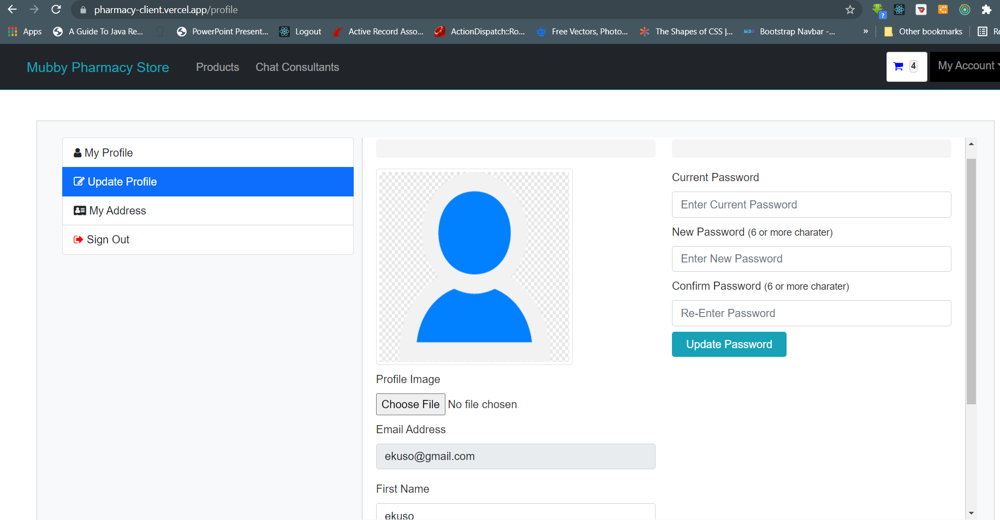 pharmacy-client.vercel.app/profile
?
Apps
A Guide To Java Re...
PowerPoint Present...
Logout
Active Record Asso...
ActionDispatch::Ro...
Free Vectors, Photo...
The Shapes of CSS |...
MDB
Bootstrap Navbar -...
»
Other bookmarks
Mubby Pharmacy Store
Products
Chat Consultants
4
My Account
My Profile
Update Profile
My Address
Sign Out
Profile Image
Choose File No file chosen
Email Address
ekuso@gmail.com
First Name
ekuso
Current Password
Enter Current Password
New Password (6 or more charater)
Enter New Password
Confirm Password (6 or more charater)
Re-Enter Password
Update Password